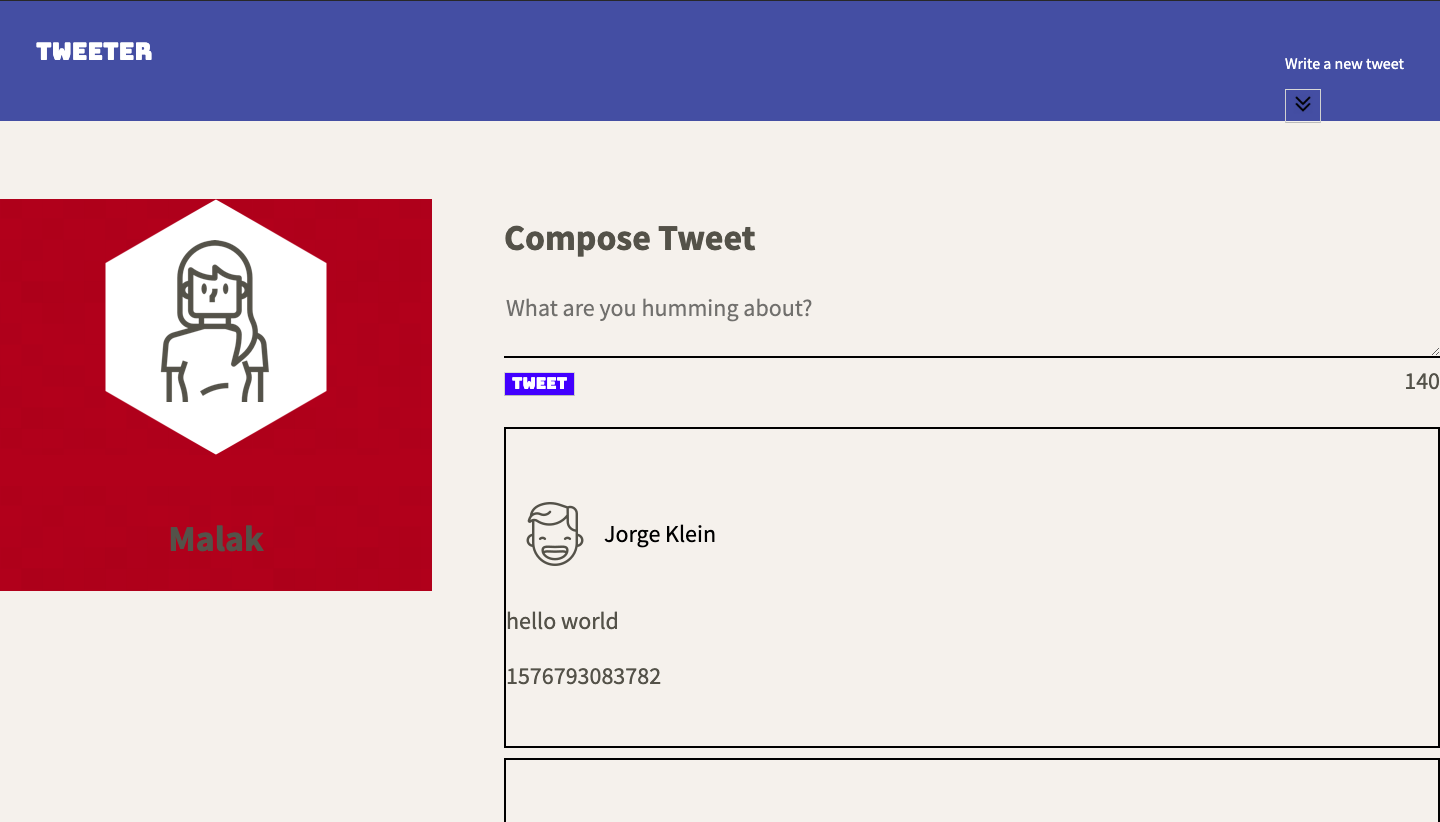 TWEETER
Write a new tweet
Malak
Compose Tweet
What are you humming about?
TWEET
140
Jorge Klein
hello world
1576793083782